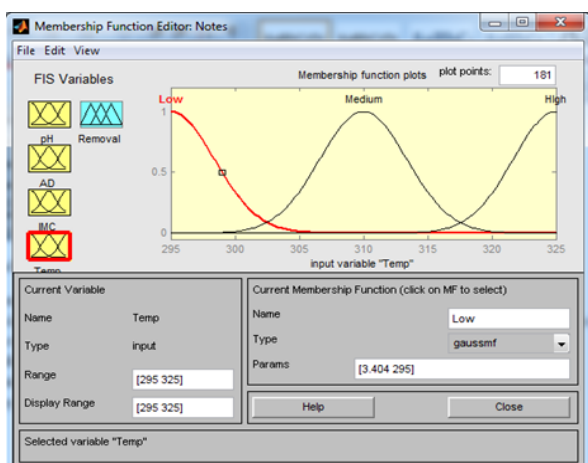 Membership Function Editor: Notes
File Edit View
FIS Variables
Membership function plots
plot points:
181
pH
Removal
AD
IMC
Temp
Low
Medium
High
1
0.5
0
295 300 305 310 315 320 325
input variable "Temp"
Current Variable
Name Temp
Type input
Range [295 325]
Display Range [295 325]
Current Membership Function (click on MF to select)
Name Low
Type gaussmf
Params [3.404 295]
Help
Close
Selected variable "Temp"